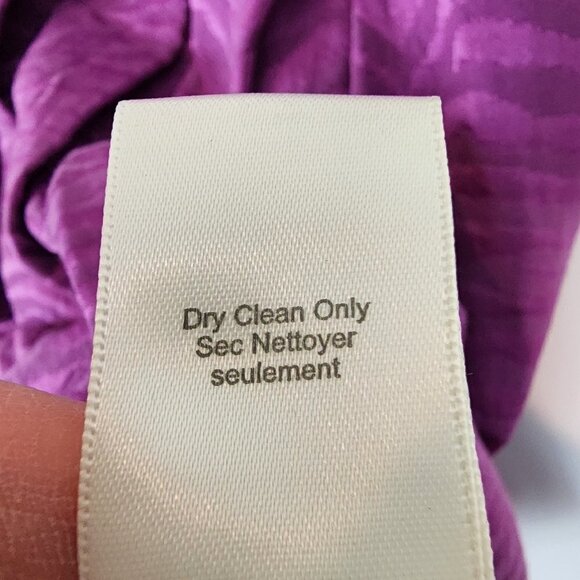 Dry Clean Only
Sec Nettoyer
seulement